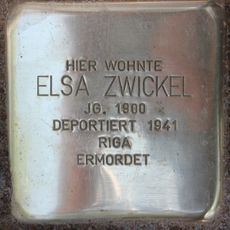 HIER WOHNTE
ELSA ZWICKEL
JG. 1900
DEPORTIERT 1941
RIGA
ERMORDET